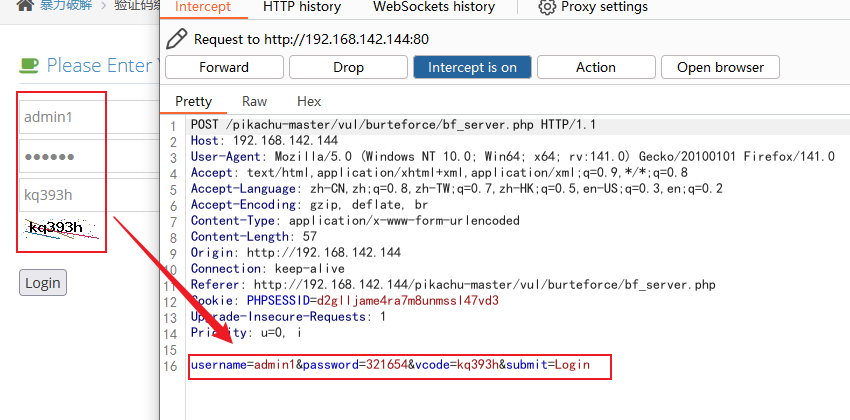 暴力破解 > 验证码
Please Enter
admin1
kq393h
kq393h
Login
Intercept HTTP history WebSockets history Proxy settings
Request to http://192.168.142.144:80
Forward Drop Intercept is on Action Open browser
Pretty Raw Hex
1 POST /pikachu-master/vul/burteforce/bf_server.php HTTP/1.1
2 Host: 192.168.142.144
3 User-Agent: Mozilla/5.0 (Windows NT 10.0; Win64; x64; rv:141.0) Gecko/20100101 Firefox/141.0
4 Accept: text/html,application/xhtml+xml,application/xml;q=0.9,*/*;q=0.8
5 Accept-Language: zh-CN,zh;q=0.8,zh-TW;q=0.7,zh-HK;q=0.5,en-US;q=0.3,en;q=0.2
6 Accept-Encoding: gzip, deflate, br
7 Content-Type: application/x-www-form-urlencoded
8 Content-Length: 57
9 Origin: http://192.168.142.144
10 Connection: keep-alive
11 Referer: http://192.168.142.144/pikachu-master/vul/burteforce/bf_server.php
12 Cookie: PHPSESSID=d2glljame4ra7m8unmssl47vd3
13 Upgrade-Insecure-Requests: 1
14 Priority: u=0, i
15
16 username=admin1&password=321654&vcode=kq393h&submit=Login